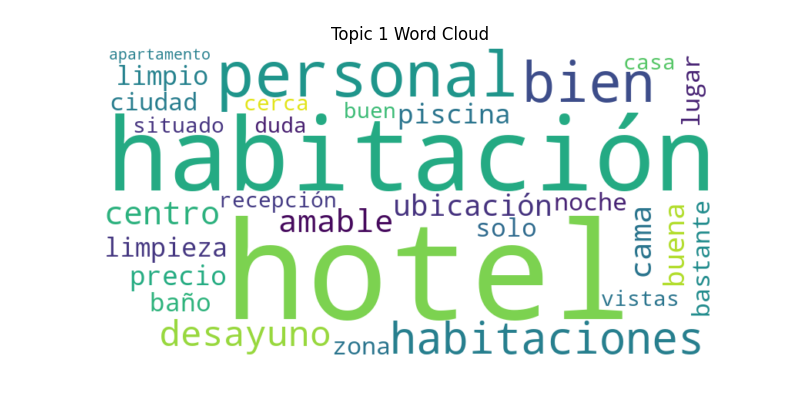 Topic 1 Word Cloud
apartamento
limpio
personal
bien
casa
lugar
ciudad
cerca
buen
piscina
situado
duda
habitación
recepción
centro
amable
ubicación
noche
solo
cama
buena
bastante
limpieza
hotel
precio
baño
vistas
desayuno
zona
habitaciones